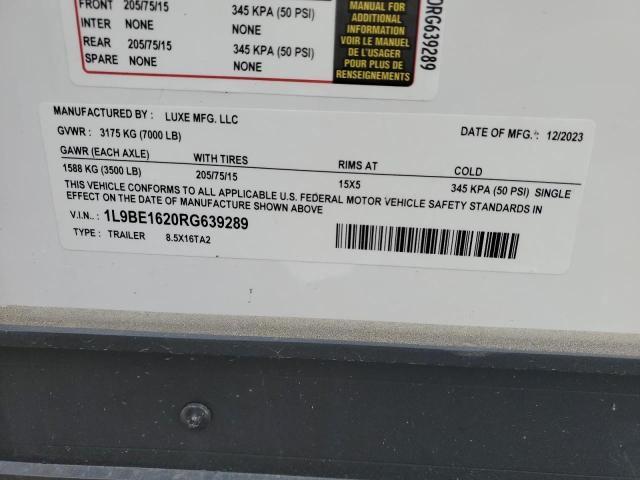 FRONT 205/75/15 345 KPA (50 PSI)
INTER NONE NONE
REAR 205/75/15 345 KPA (50 PSI)
SPARE NONE NONE
MANUAL FOR
ADDITIONAL
INFORMATION
VOIR LE MANUEL
DE L'USAGER
POUR PLUS DE
RENSEIGNEMENTS
0RG639289
MANUFACTURED BY : LUXE MFG. LLC
GVWR : 3175 KG (7000 LB) DATE OF MFG.: 12/2023
GAWR (EACH AXLE) WITH TIRES RIMS AT COLD
1588 KG (3500 LB) 205/75/15 15X5 345 KPA (50 PSI) SINGLE
THIS VEHICLE CONFORMS TO ALL APPLICABLE U.S. FEDERAL MOTOR VEHICLE SAFETY STANDARDS IN
EFFECT ON THE DATE OF MANUFACTURE SHOWN ABOVE
V.I.N.. : 1L9BE1620RG639289
TYPE : TRAILER 8.5X16TA2